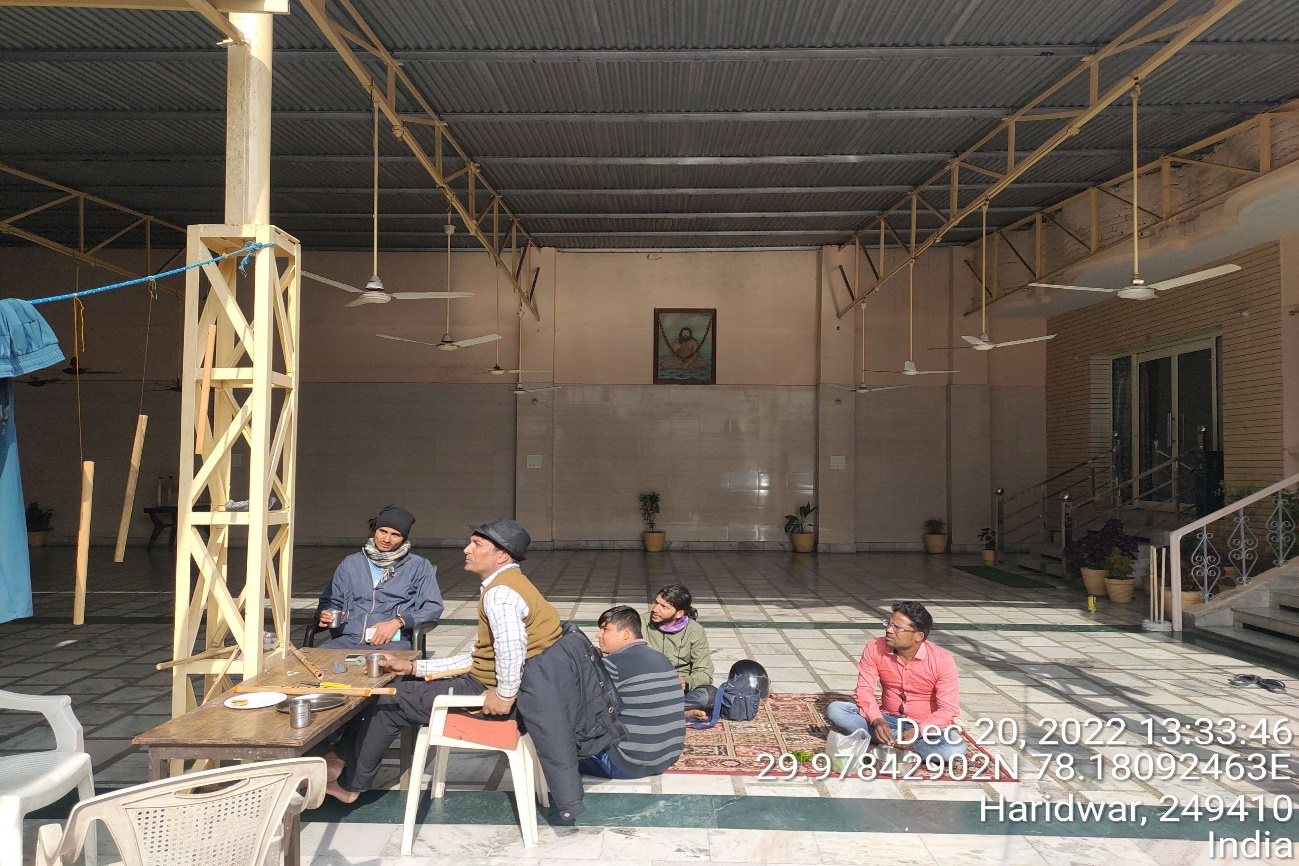 Dec 20, 2022 13:33:46
29.97842902N 78.18092463E
Haridwar, 249410
India